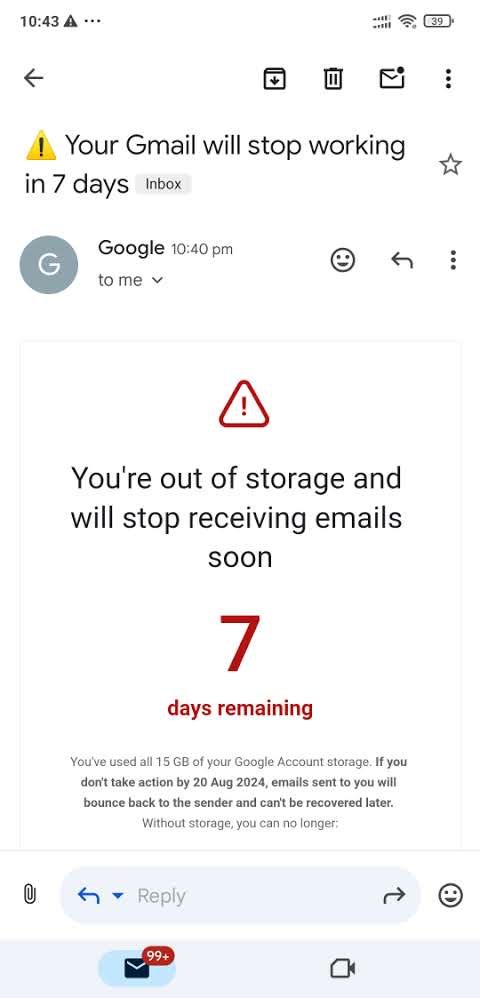 10:43
39
⚠️ Your Gmail will stop working
in 7 days Inbox
G
Google 10:40 pm
to me
You're out of storage and
will stop receiving emails
soon
7
days remaining
You've used all 15 GB of your Google Account storage. If you
don't take action by 20 Aug 2024, emails sent to you will
bounce back to the sender and can't be recovered later.
Without storage, you can no longer:
Reply
99+